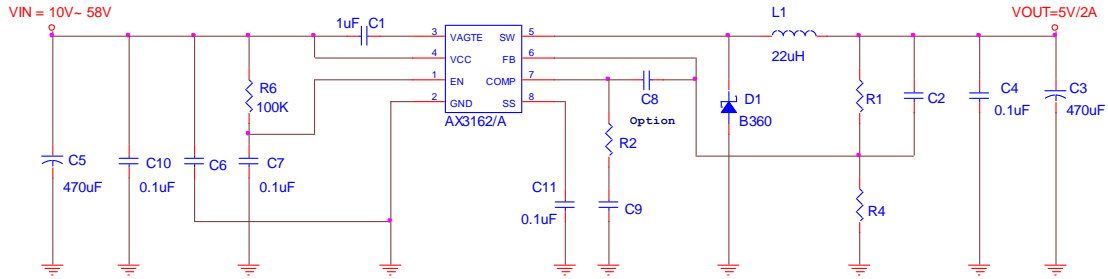 VIN = 10V~ 58V
L1
VOUT=5V/2A
1uF C1
3 VAGTE SW 5
4 VCC FB 6
1 EN COMP 7
2 GND SS 8
AX3162/A
22uH
R6
100K
C8
Option
D1
B360
R1
C2
C4
0.1uF
C3
470uF
R2
C5
470uF
C10
0.1uF
C6
C7
0.1uF
C11
0.1uF
C9
R4